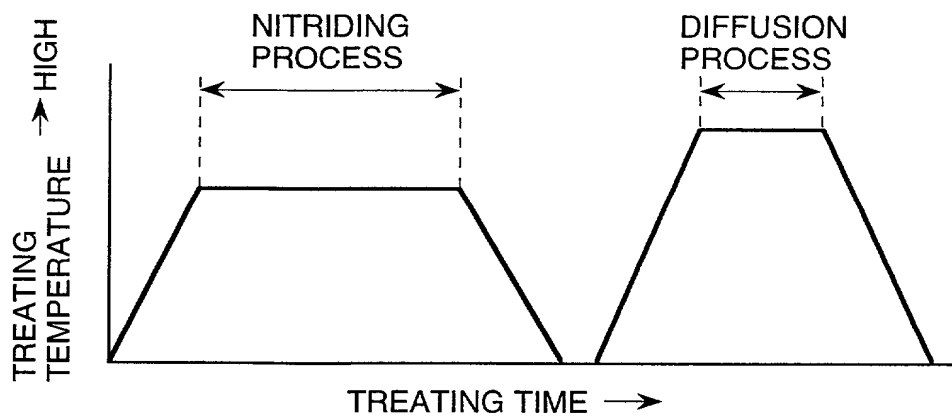 NITRIDING
PROCESS
DIFFUSION
PROCESS
TREATING
TEMPERATURE → HIGH
TREATING TIME →